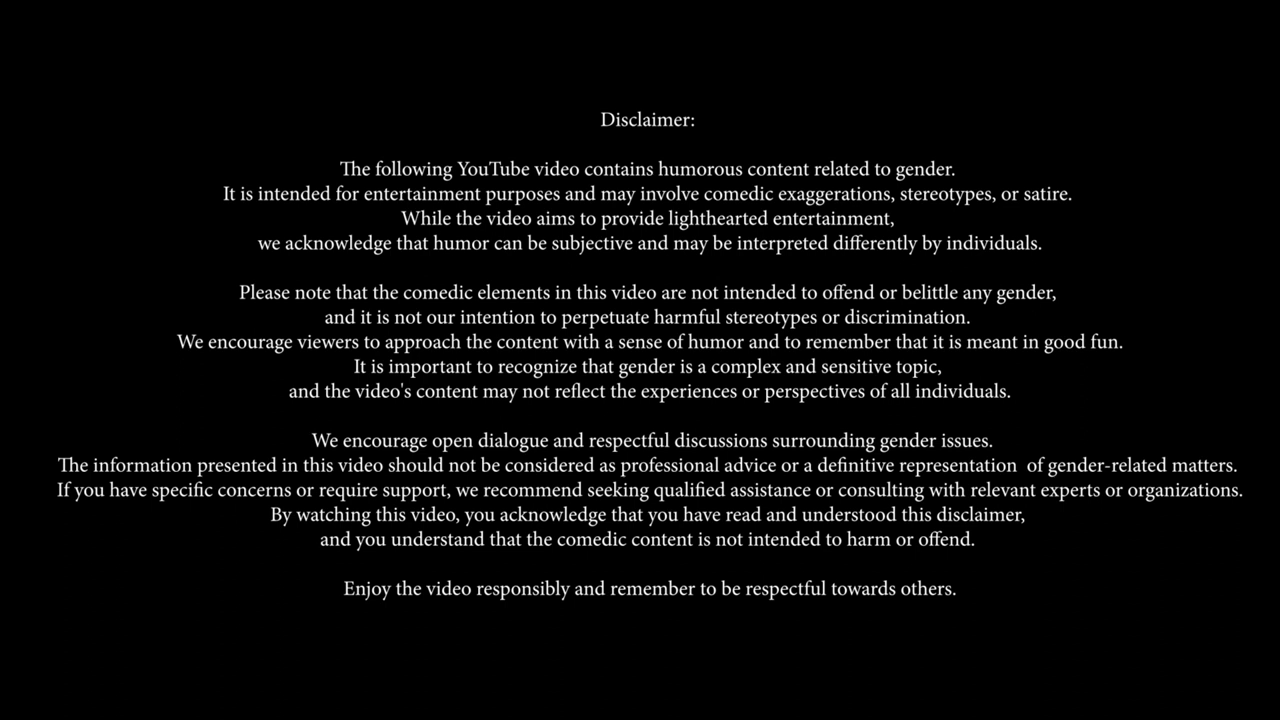 Disclaimer:
The following YouTube video contains humorous content related to gender.
It is intended for entertainment purposes and may involve comedic exaggerations, stereotypes, or satire.
While the video aims to provide lighthearted entertainment,
we acknowledge that humor can be subjective and may be interpreted differently by individuals.
Please note that the comedic elements in this video are not intended to offend or belittle any gender,
and it is not our intention to perpetuate harmful stereotypes or discrimination.
We encourage viewers to approach the content with a sense of humor and to remember that it is meant in good fun.
It is important to recognize that gender is a complex and sensitive topic,
and the video's content may not reflect the experiences or perspectives of all individuals.
We encourage open dialogue and respectful discussions surrounding gender issues.
The information presented in this video should not be considered as professional advice or a definitive representation  of gender-related matters.
If you have specific concerns or require support, we recommend seeking qualified assistance or consulting with relevant experts or organizations.
By watching this video, you acknowledge that you have read and understood this disclaimer,
and you understand that the comedic content is not intended to harm or offend.
Enjoy the video responsibly and remember to be respectful towards others.